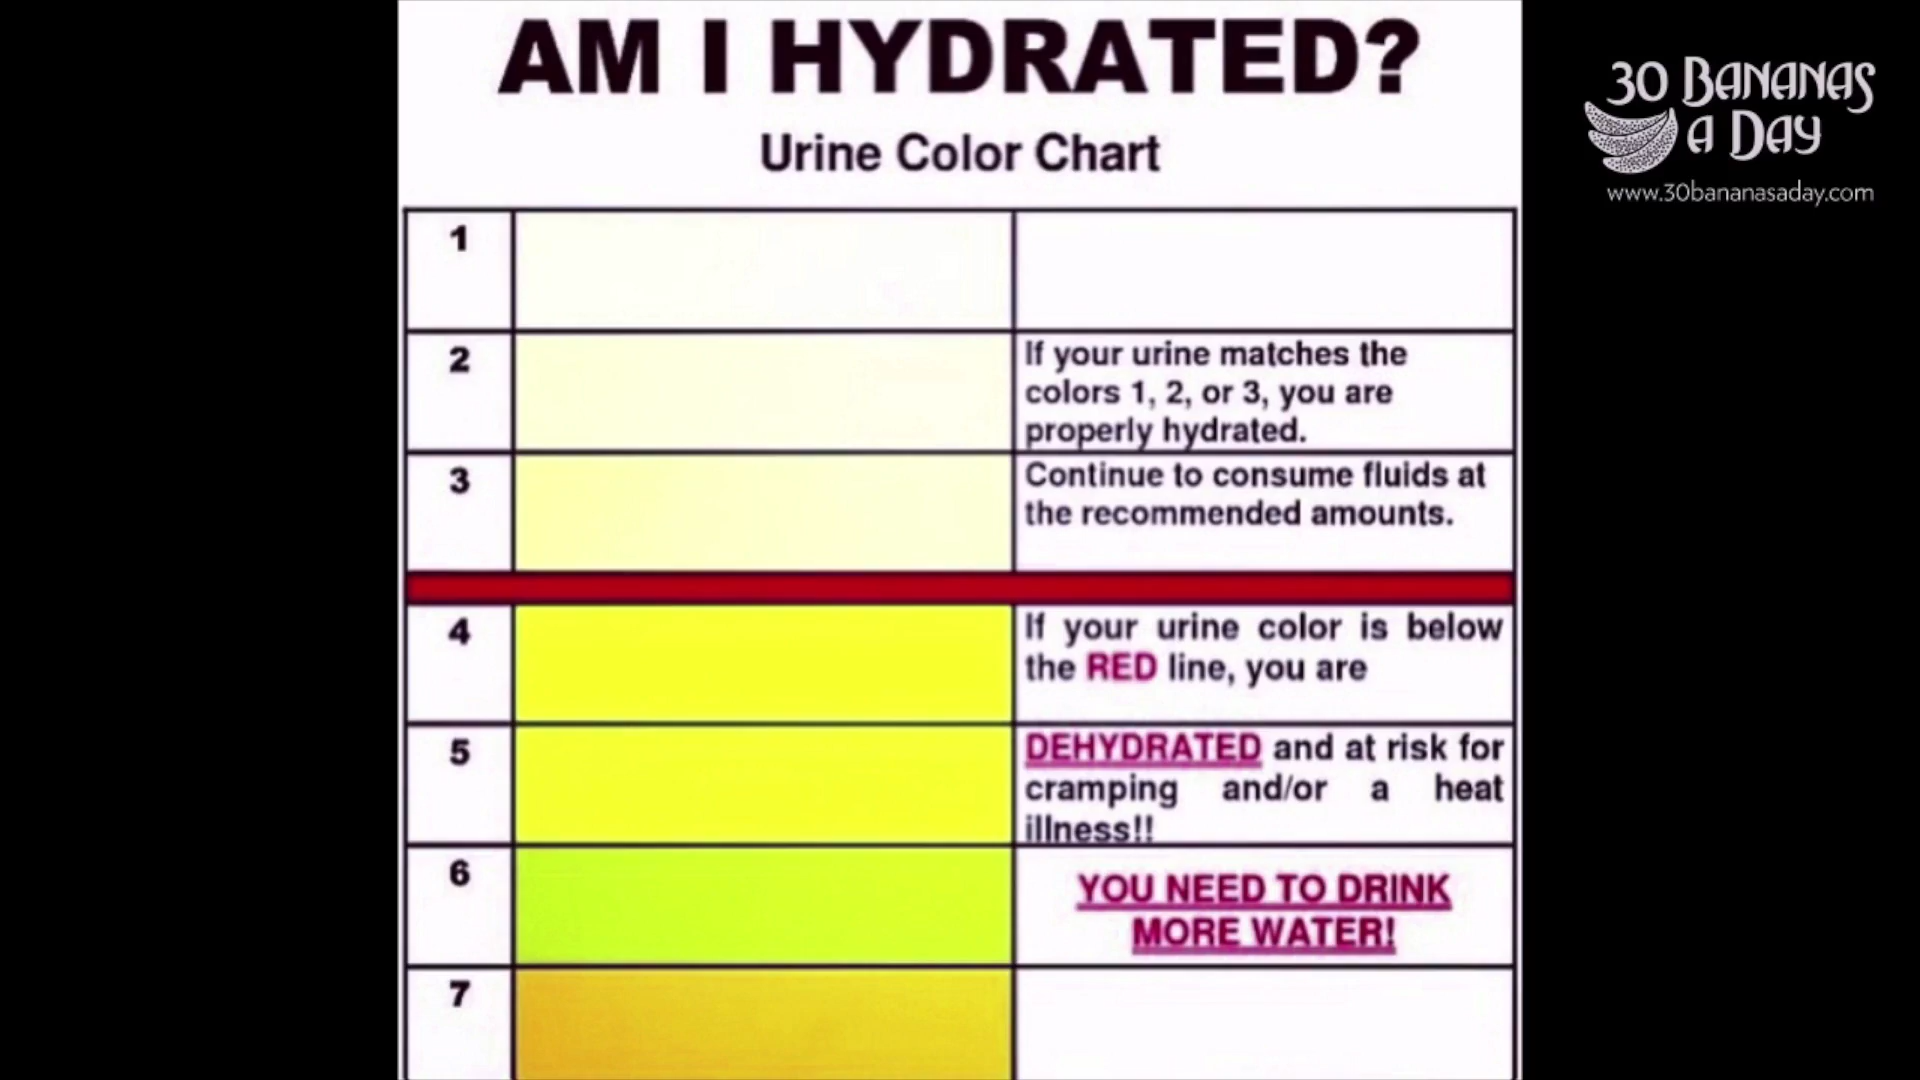 AM I HYDRATED?
Urine Color Chart
30 BANANAS
A DAY
www.30bananasaday.com
1
2
If your urine matches the
colors 1, 2, or 3, you are
properly hydrated.
3
Continue to consume fluids at
the recommended amounts.
4
If your urine color is below
the RED line, you are
5
DEHYDRATED and at risk for
cramping and/or a heat
illness!!
6
YOU NEED TO DRINK
MORE WATER!
7